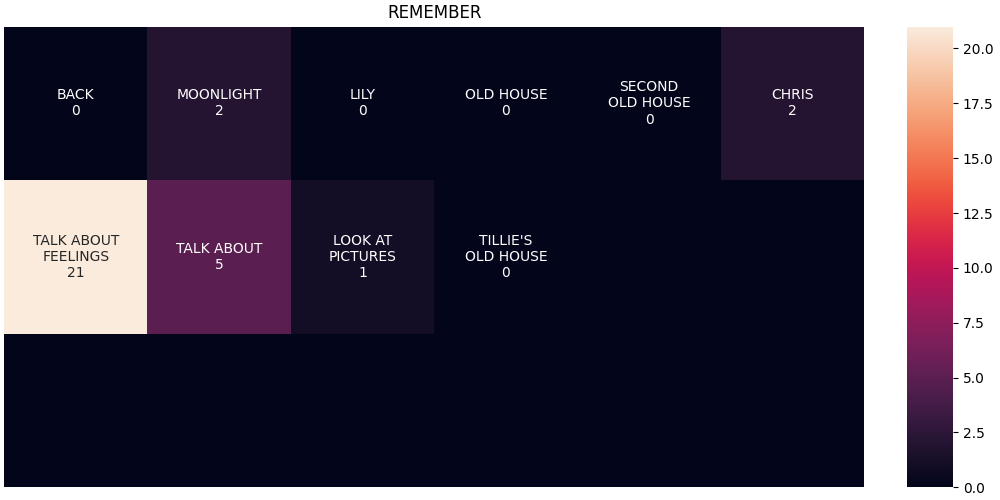 REMEMBER
BACK
0
MOONLIGHT
2
LILY
0
OLD HOUSE
0
SECOND
OLD HOUSE
0
CHRIS
2
TALK ABOUT
FEELINGS
21
TALK ABOUT
5
LOOK AT
PICTURES
1
TILLIE'S
OLD HOUSE
0
20.0
17.5
15.0
12.5
10.0
7.5
5.0
2.5
0.0